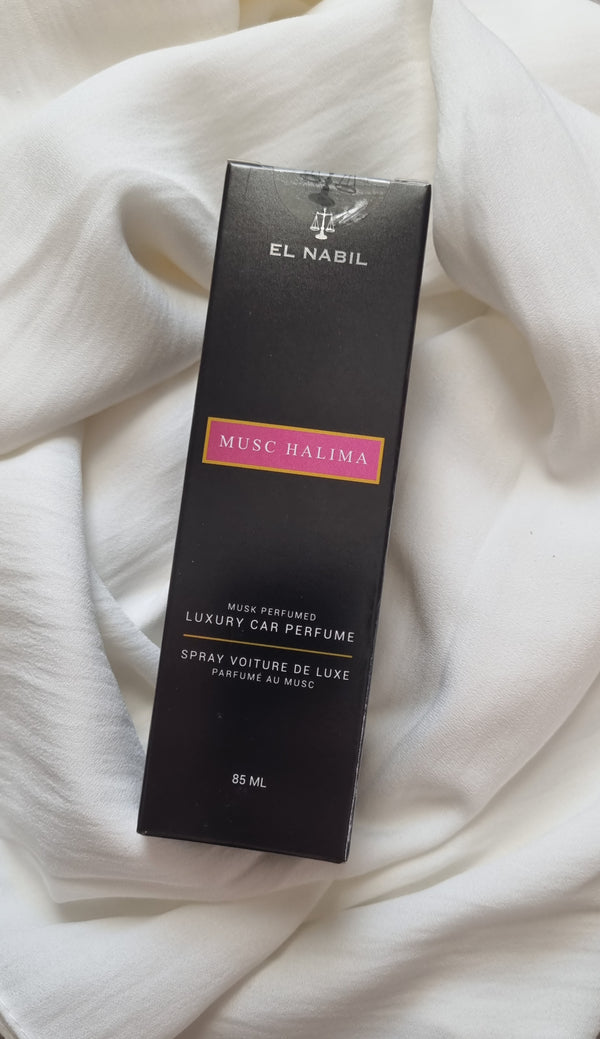 EL NABIL
MUSC HALIMA
MUSK PERFUMED
LUXURY CAR PERFUME
SPRAY VOITURE DE LUXE
PARFUMÉ AU MUSC
85 ML